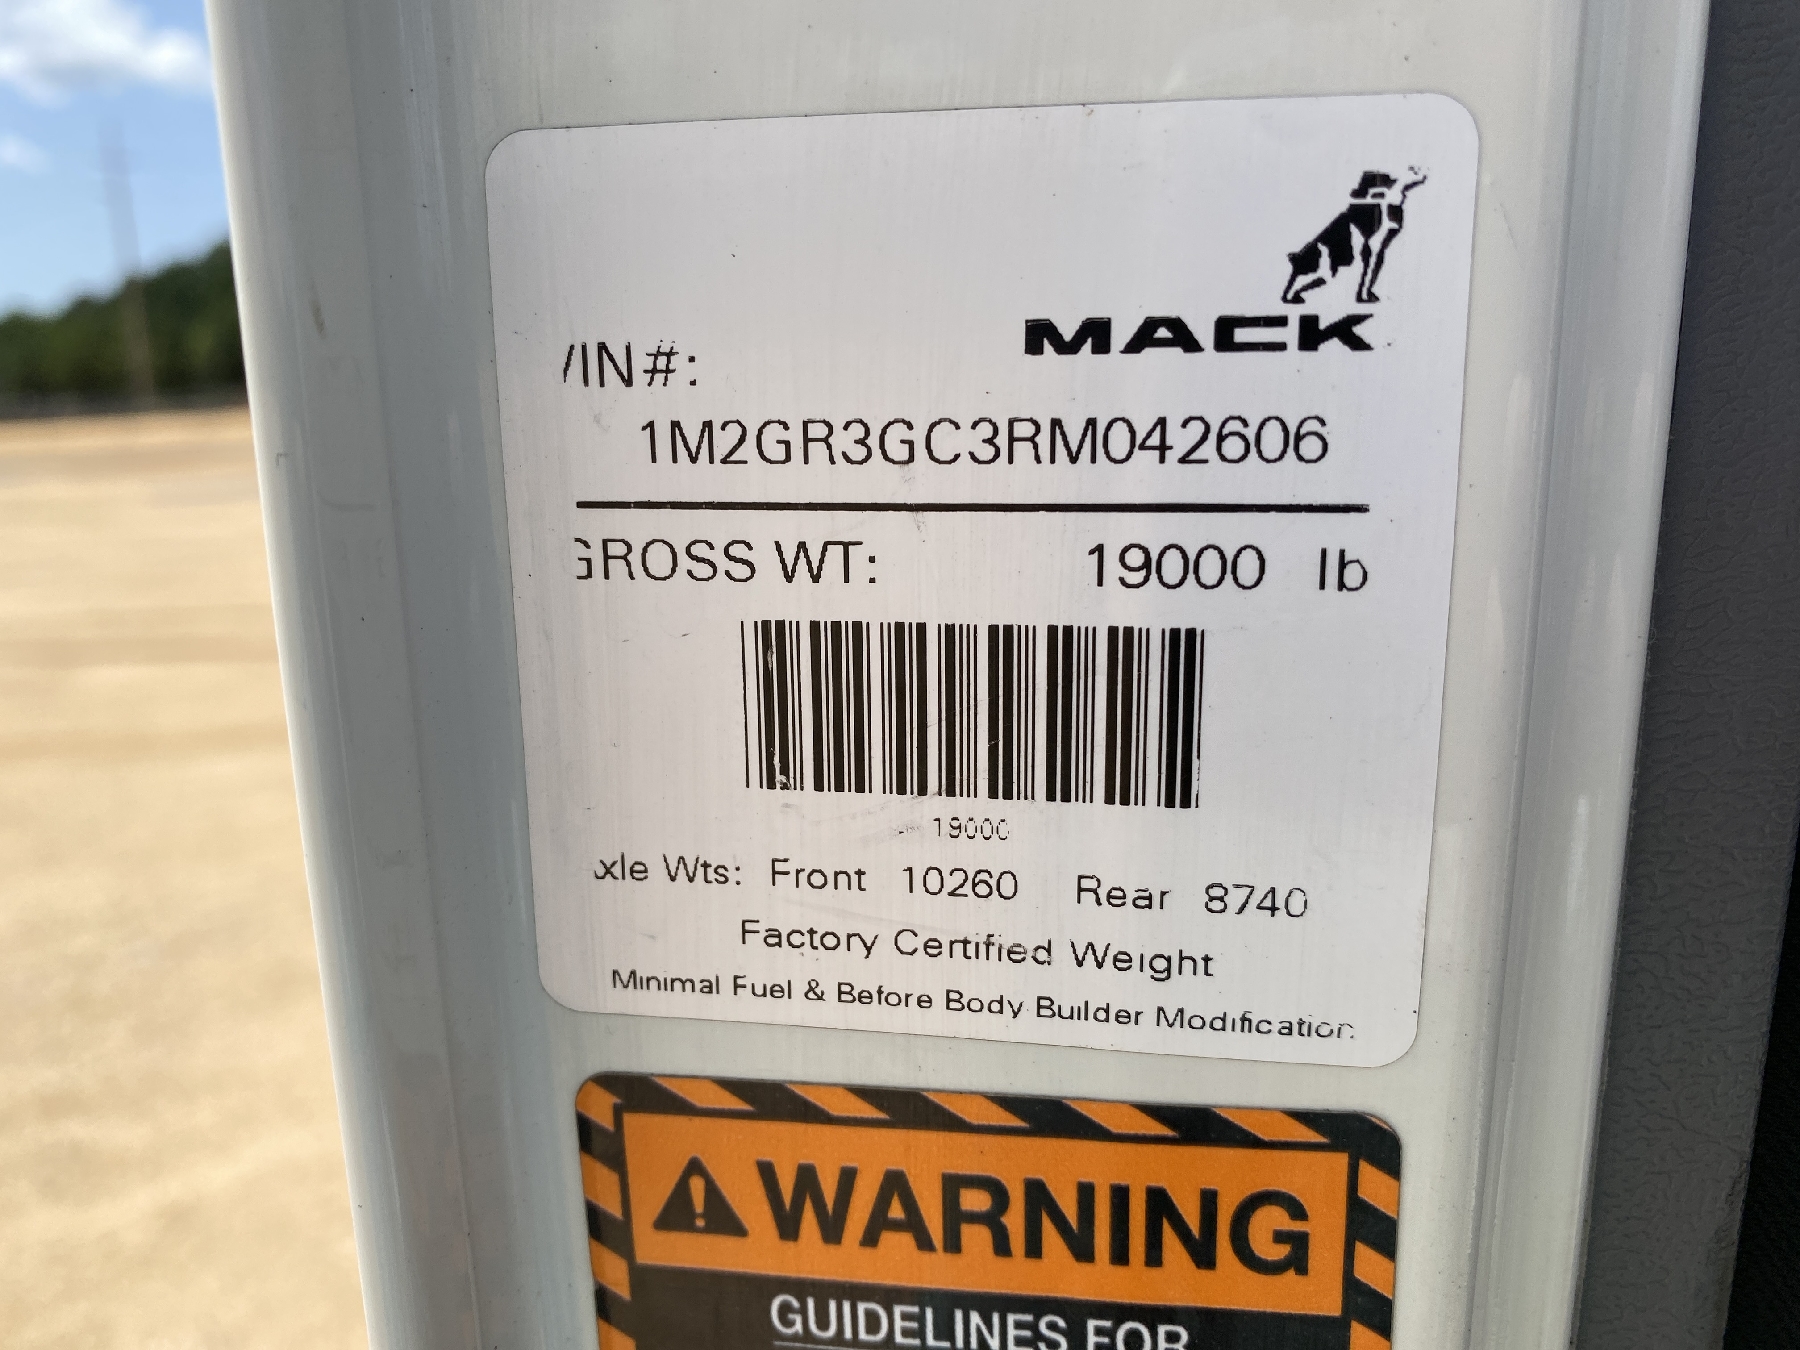 MACK
/IN#:
1M2GR3GC3RM042606
GROSS WT: 19000 lb
19000
xle Wts: Front 10260 Rear 8740
Factory Certified Weight
Minimal Fuel & Before Body Builder Modification
WARNING
GUIDELINES FOR